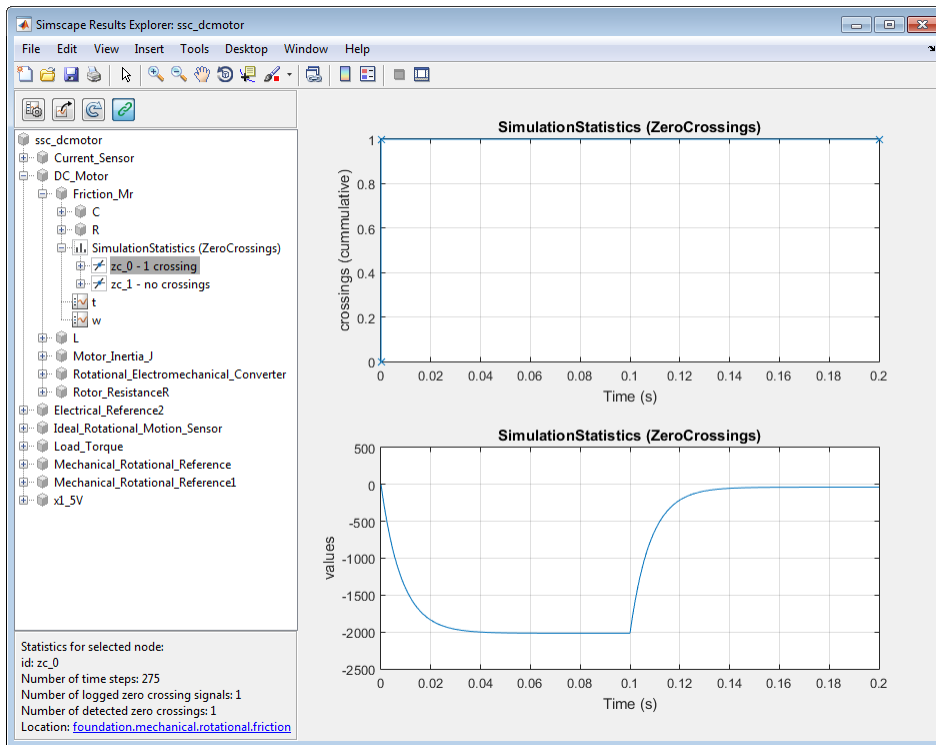 Simscape Results Explorer: ssc_dcmotor
File Edit View Insert Tools Desktop Window Help
ssc_dcmotor
Current_Sensor
DC_Motor
Friction_Mr
C
R
SimulationStatistics (ZeroCrossings)
zc_0 - 1 crossing
zc_1 - no crossings
t
w
L
Motor_Inertia_J
Rotational_Electromechanical_Converter
Rotor_ResistanceR
Electrical_Reference2
Ideal_Rotational_Motion_Sensor
Load_Torque
Mechanical_Rotational_Reference
Mechanical_Rotational_Reference1
x1_5V
Statistics for selected node:
id: zc_0
Number of time steps: 275
Number of logged zero crossing signals: 1
Number of detected zero crossings: 1
Location: foundation.mechanical.rotational.friction
SimulationStatistics (ZeroCrossings)
crossings (cummulative)
1
0.8
0.6
0.4
0.2
0
0 0.02 0.04 0.06 0.08 0.1 0.12 0.14 0.16 0.18 0.2
Time (s)
SimulationStatistics (ZeroCrossings)
values
500
0
-500
-1000
-1500
-2000
-2500
0 0.02 0.04 0.06 0.08 0.1 0.12 0.14 0.16 0.18 0.2
Time (s)